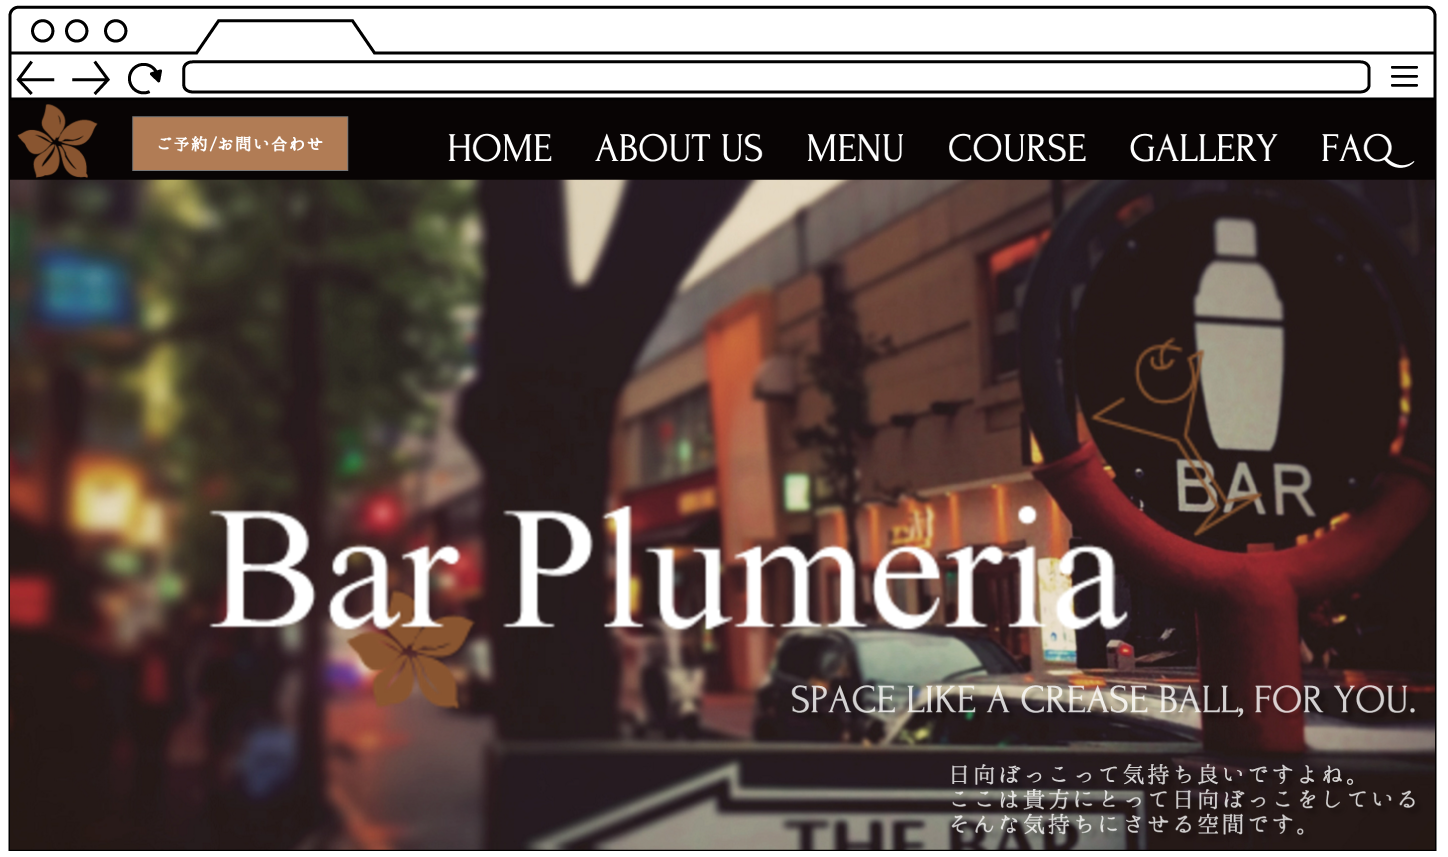 ご予約/お問い合わせ
HOME ABOUT US MENU COURSE GALLERY FAQ
BAR
Bar Plumeria
SPACE LIKE A CREASE BALL, FOR YOU.
日向ぼっこって気持ち良いですよね。
ここは貴方にとって日向ぼっこをしている
そんな気持ちにさせる空間です。
THE BAR